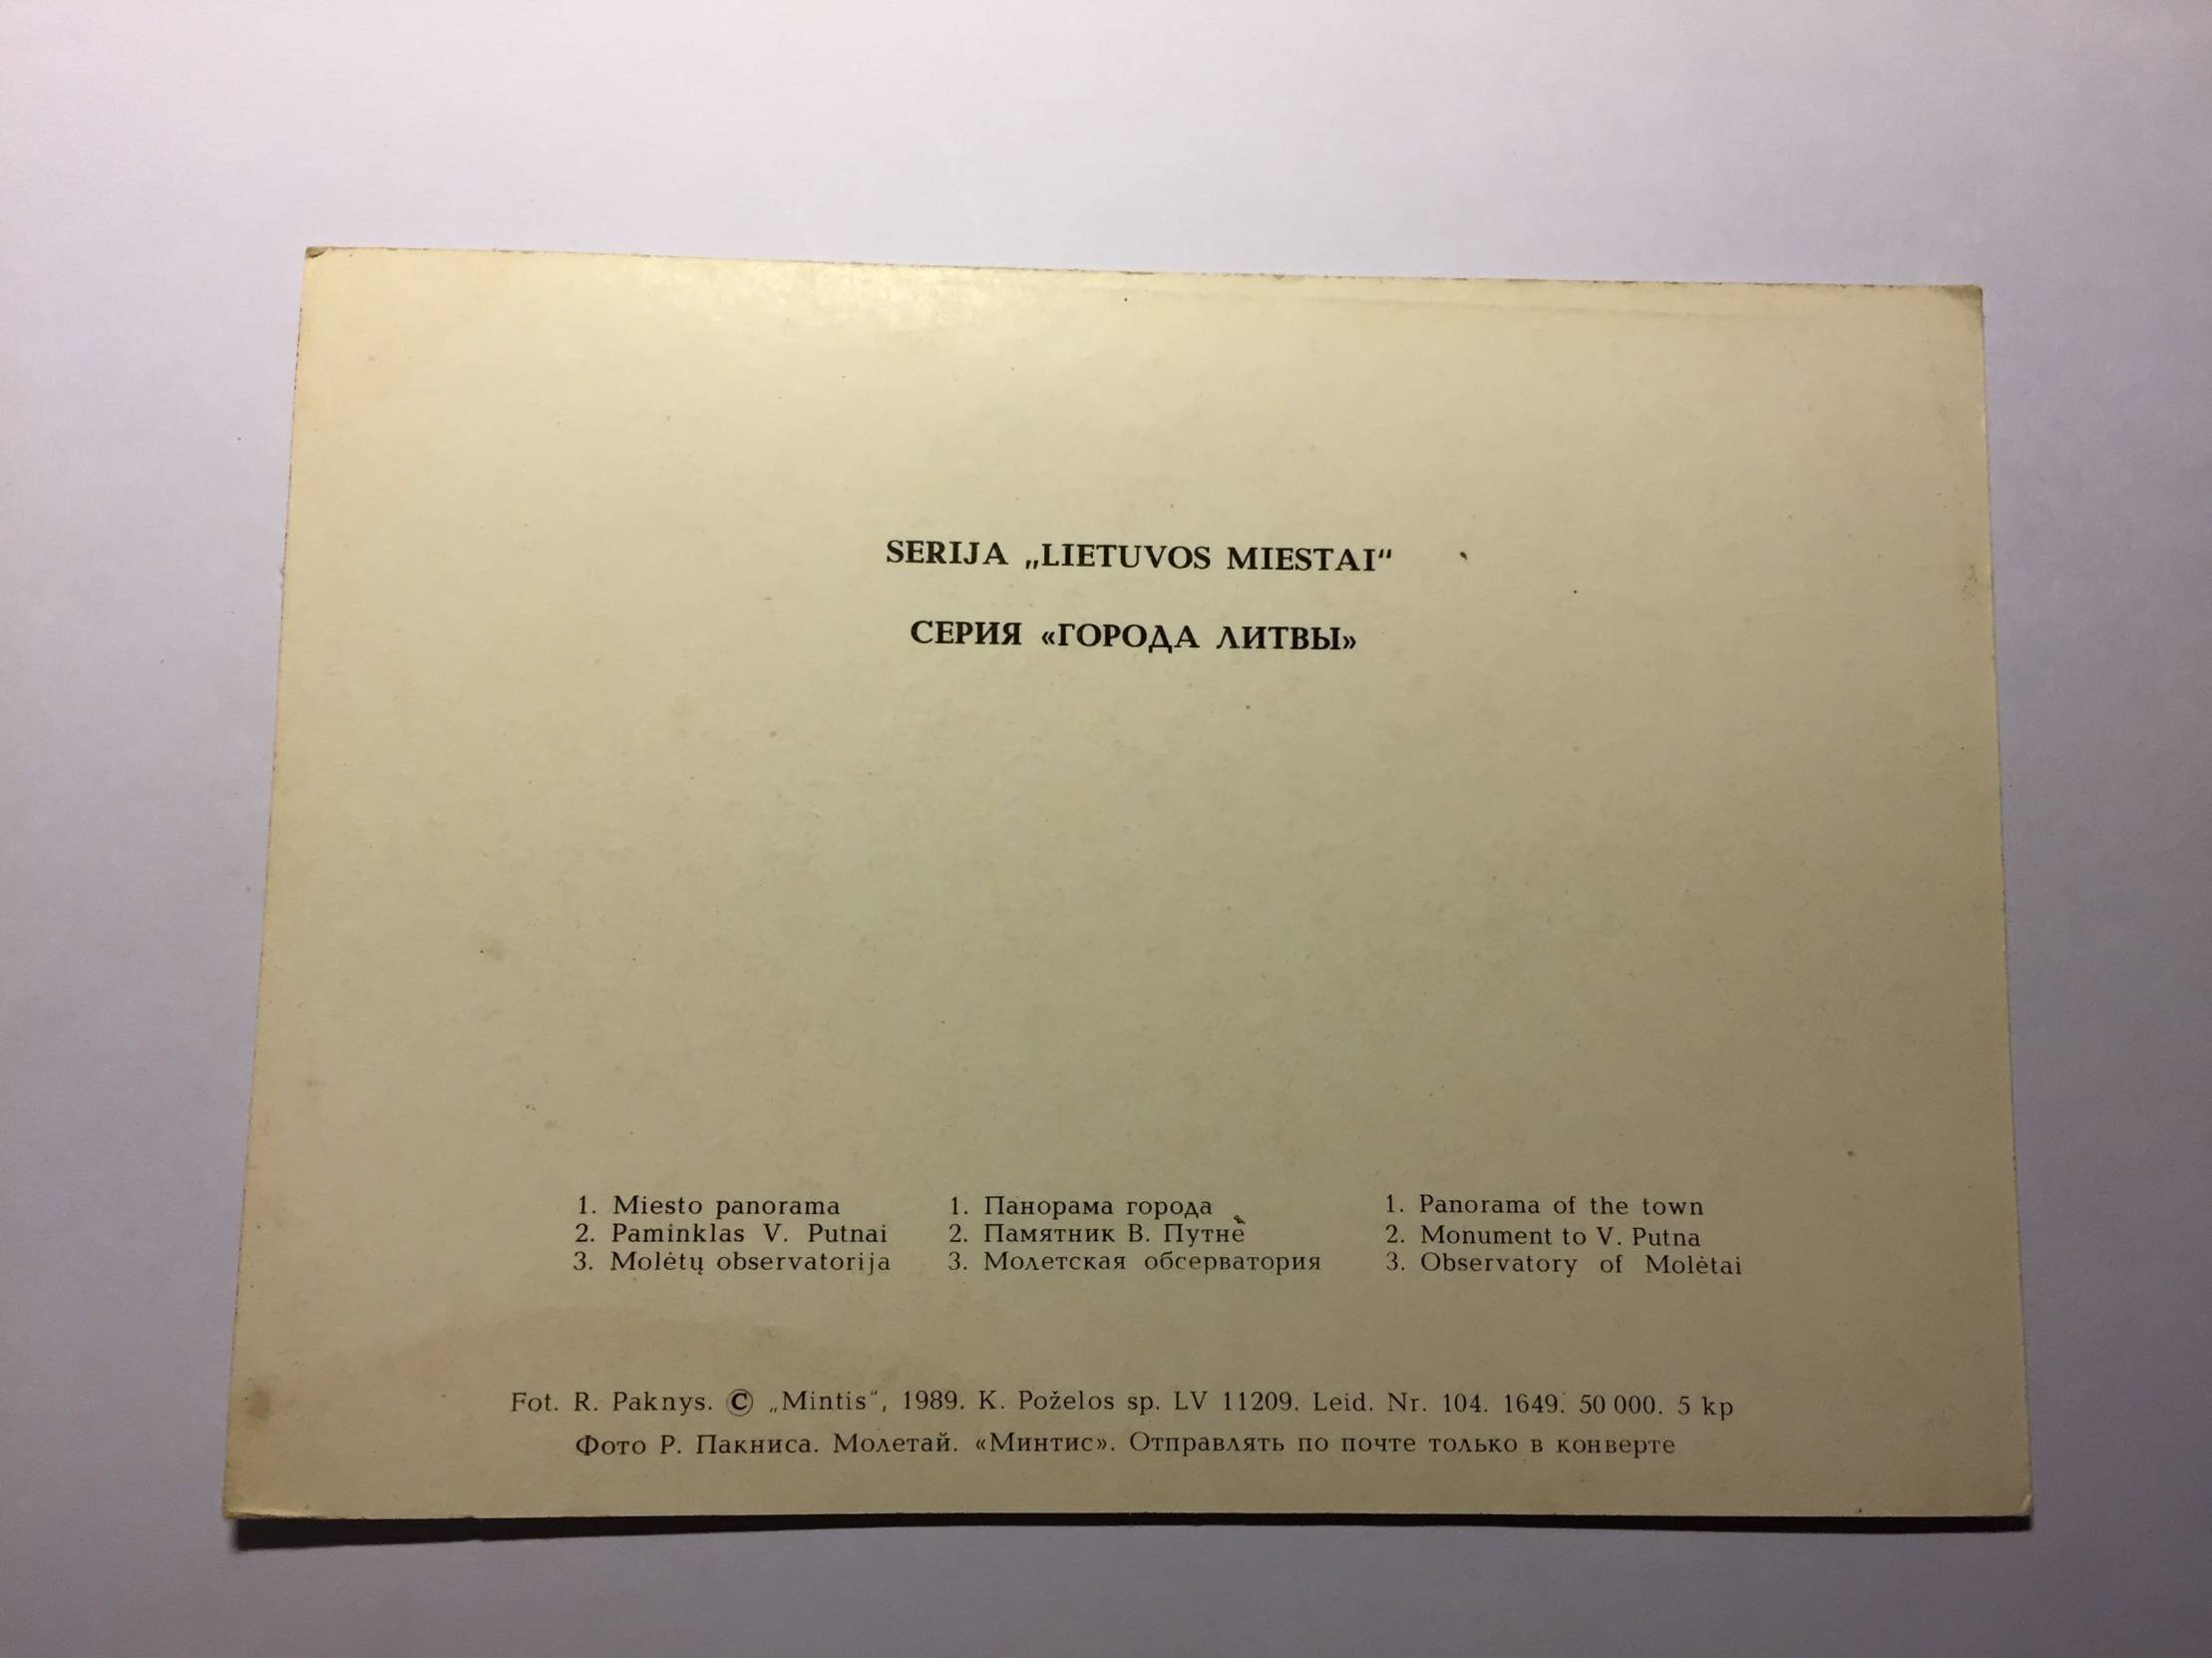 SERIJA „LIETUVOS MIESTAI“
СЕРИЯ «ГОРОДА ЛИТВЫ»
1. Miesto panorama
2. Paminklas V. Putnai
3. Molėtų observatorija
1. Панорама города
2. Памятник В. Путне
3. Молетская обсерватория
1. Panorama of the town
2. Monument to V. Putna
3. Observatory of Molėtai
Fot. R. Paknys. © „Mintis“, 1989. K. Poželos sp. LV 11209. Leid. Nr. 104. 1649. 50 000. 5 kp
Фото Р. Пакниса. Молетай. «Минтис». Отправлять по почте только в конверте